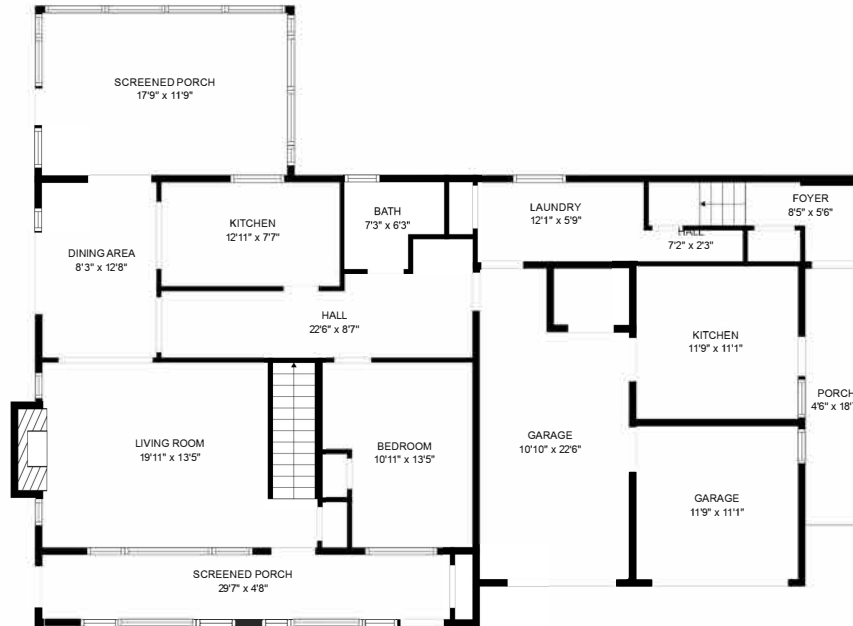 SCREENED PORCH
17'9" x 11'9"
KITCHEN
12'11" x 7'7"
BATH
7'3" x 6'3"
LAUNDRY
12'1" x 5'9"
FOYER
8'5" x 5'6"
HALL
7'2" x 2'3"
DINING AREA
8'3" x 12'8"
HALL
22'6" x 8'7"
KITCHEN
11'9" x 11'1"
PORCH
4'6" x 18'
LIVING ROOM
19'11" x 13'5"
BEDROOM
10'11" x 13'5"
GARAGE
10'10" x 22'6"
GARAGE
11'9" x 11'1"
SCREENED PORCH
29'7" x 4'8"